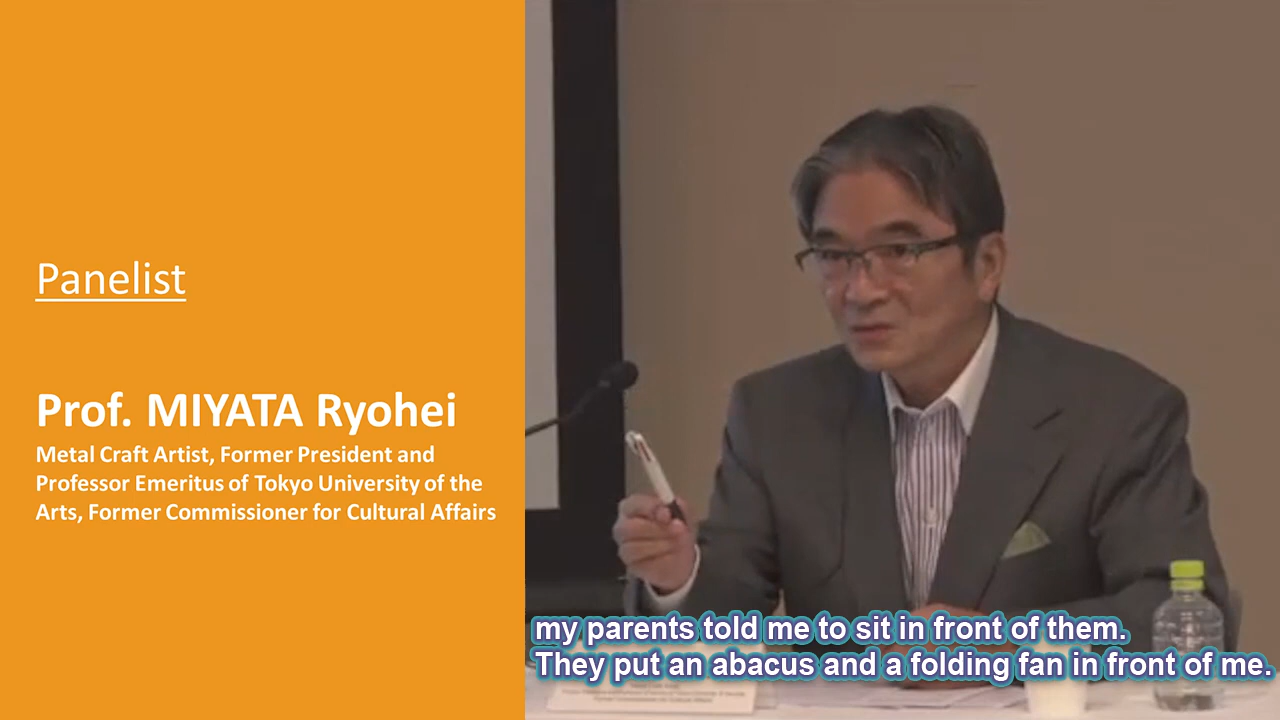 Panelist
Prof. MIYATA Ryohei
Metal Craft Artist, Former President and
Professor Emeritus of Tokyo University of the
Arts, Former Commissioner for Cultural Affairs
my parents told me to sit in front of them.
They put an abacus and a folding fan in front of me.